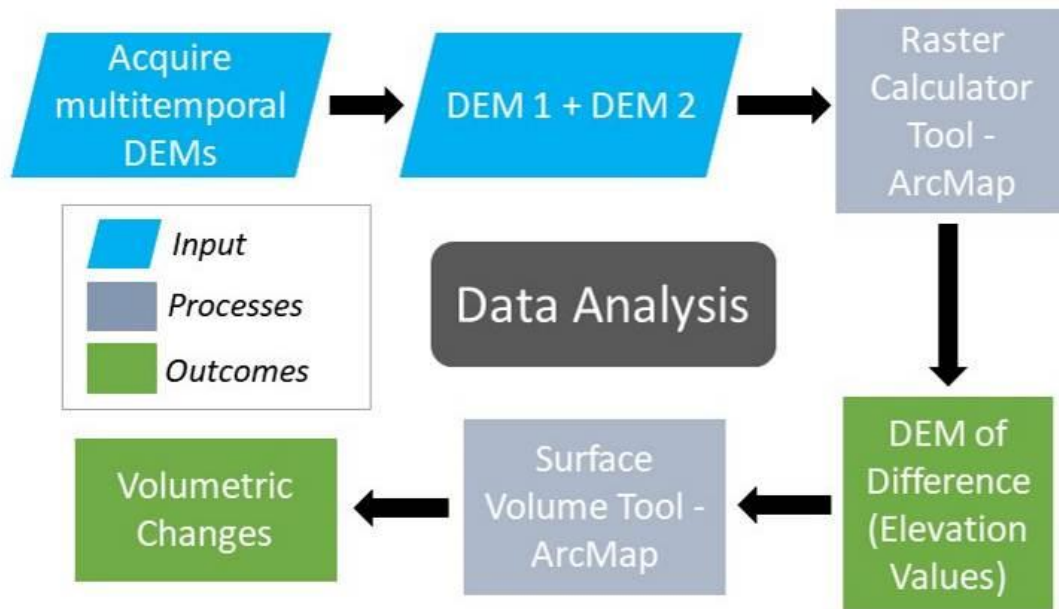 Acquire
multitemporal
DEMs
DEM 1 + DEM 2
Raster
Calculator
Tool -
ArcMap
Input
Processes
Outcomes
Data Analysis
Volumetric
Changes
Surface
Volume Tool -
ArcMap
DEM of
Difference
(Elevation
Values)